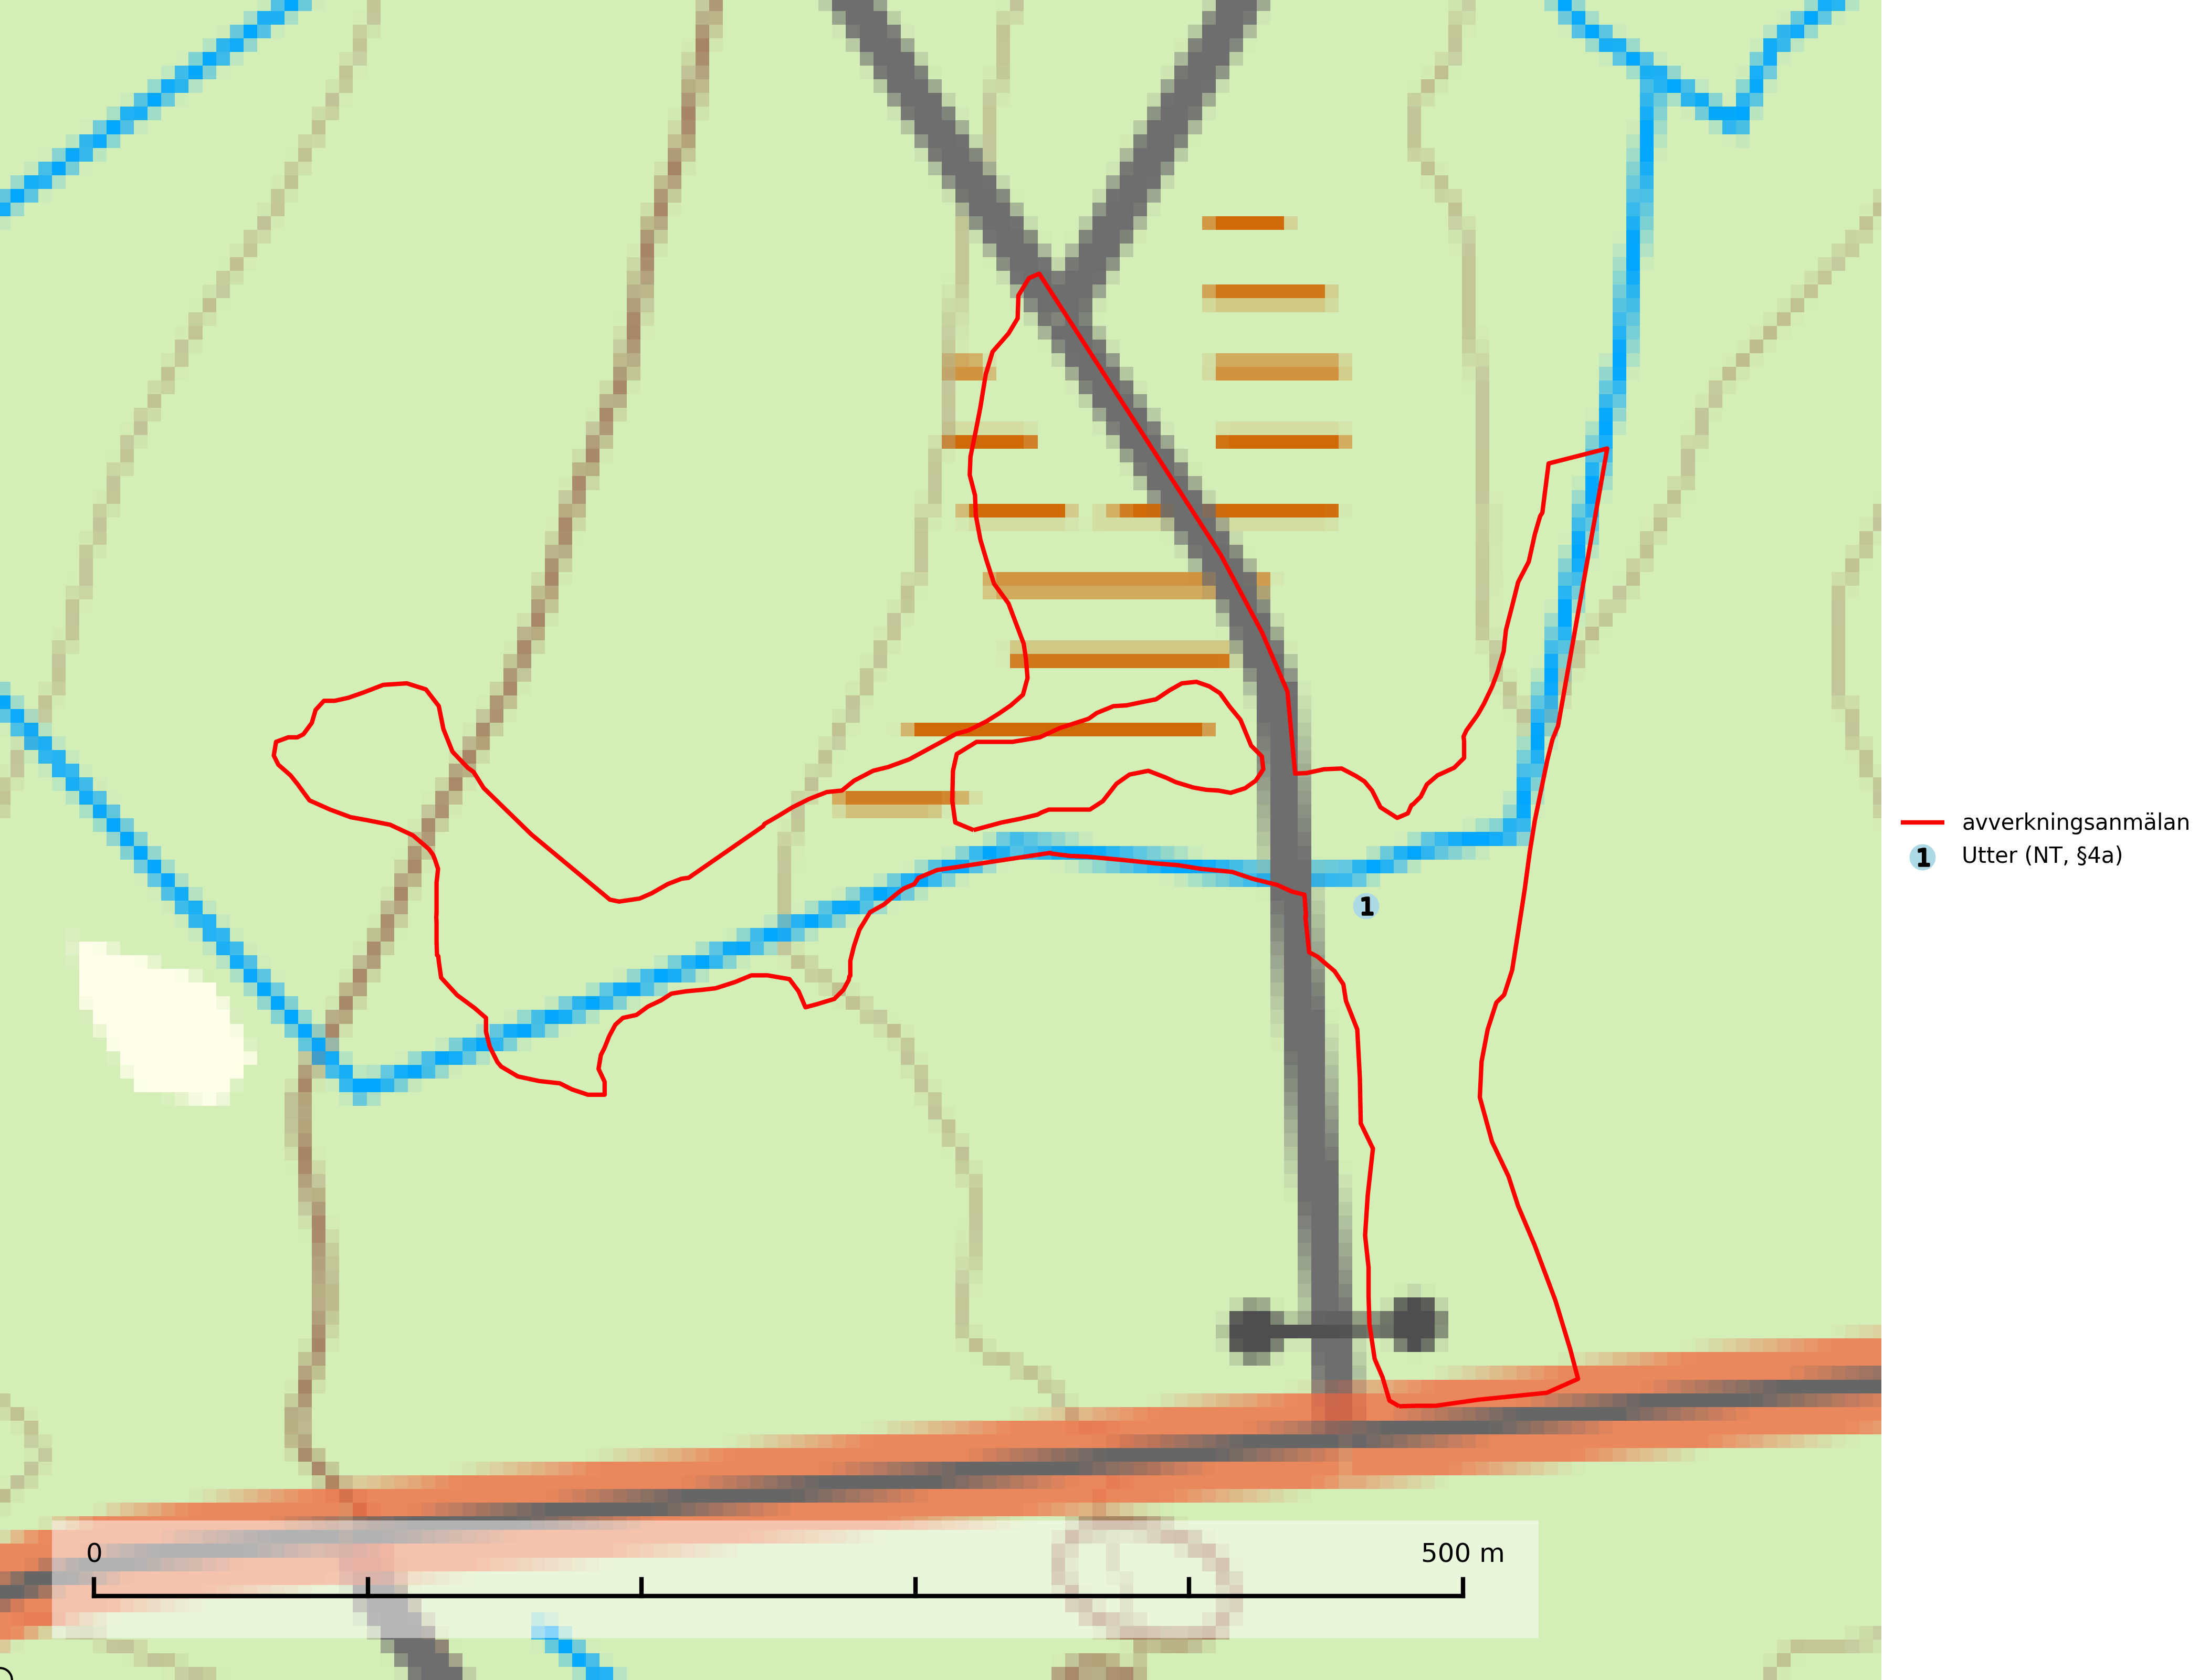 avverkningsanmälan
1 Utter (NT, §4a)
1
0 500 m